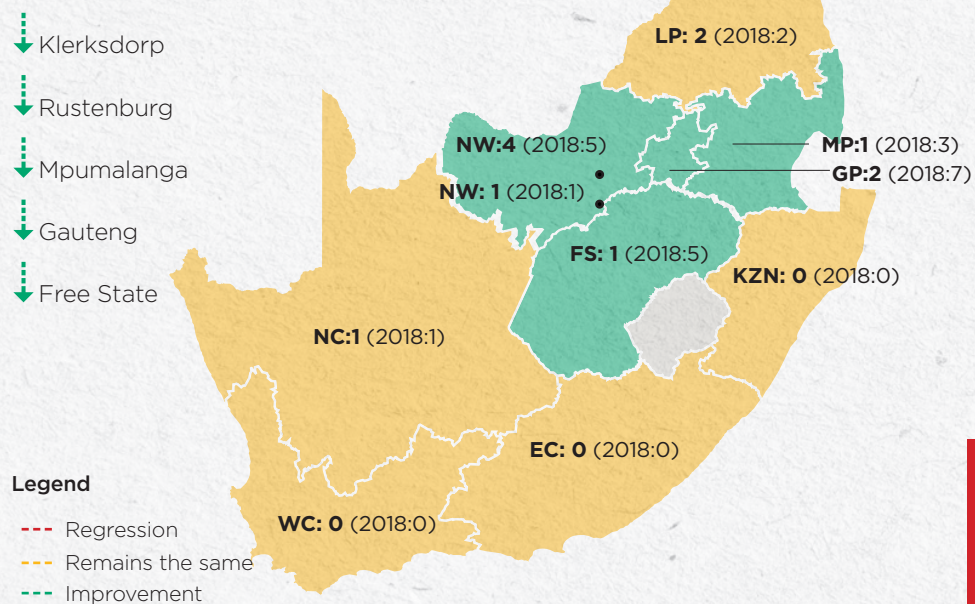 Klerksdorp
Rustenburg
Mpumalanga
Gauteng
Free State
LP: 2 (2018:2)
NW:4 (2018:5)
MP:1 (2018:3)
GP:2 (2018:7)
NW: 1 (2018:1)
FS: 1 (2018:5)
KZN: 0 (2018:0)
NC:1 (2018:1)
EC: 0 (2018:0)
WC: 0 (2018:0)
Legend
Regression
Remains the same
Improvement